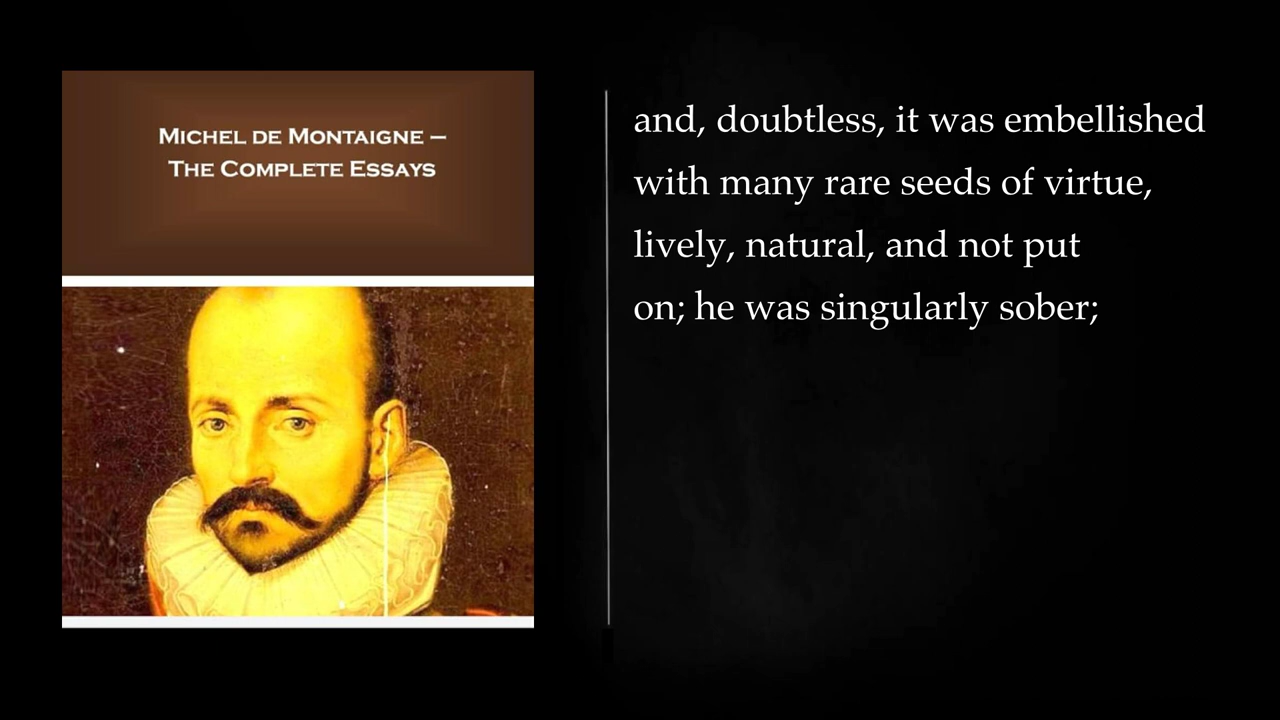 Michel de Montaigne –
The Complete Essays
and, doubtless, it was embellished
with many rare seeds of virtue,
lively, natural, and not put
on; he was singularly sober;